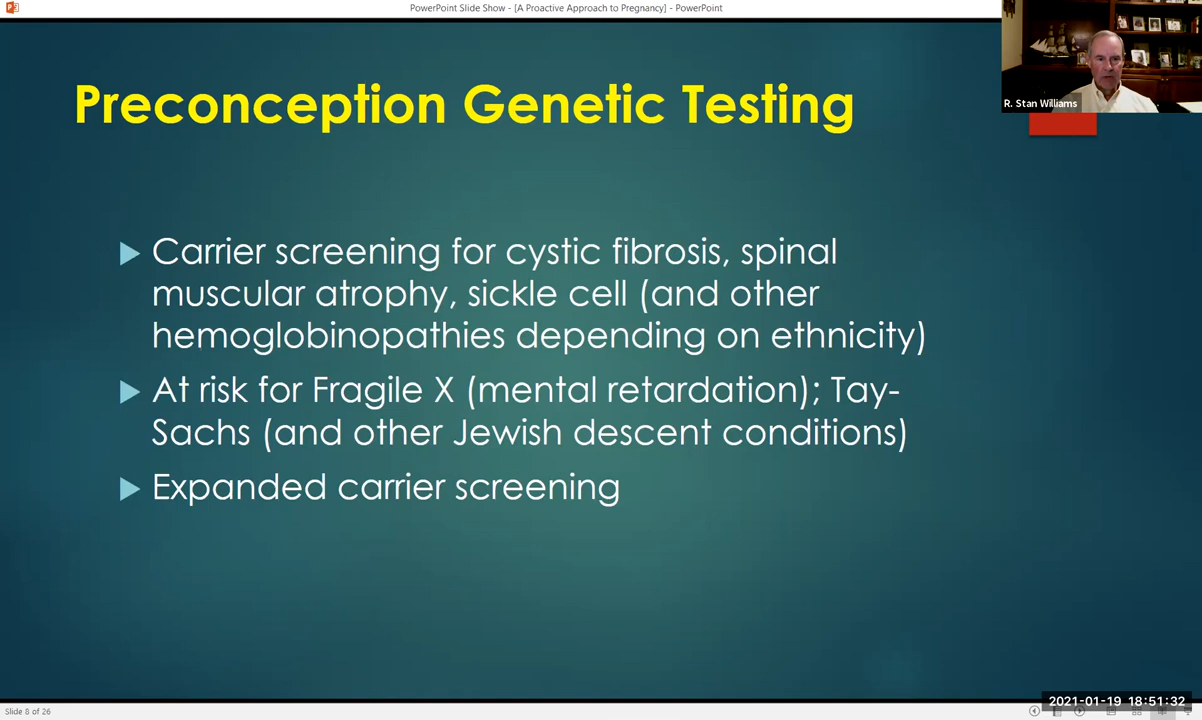 PowerPoint Slide Show - [A Proactive Approach to Pregnancy] - PowerPoint
R. Stan Williams
Preconception Genetic Testing
Carrier screening for cystic fibrosis, spinal
muscular atrophy, sickle cell (and other
hemoglobinopathies depending on ethnicity)
At risk for Fragile X (mental retardation); Tay-
Sachs (and other Jewish descent conditions)
Expanded carrier screening
2021-01-19 18:51:32
Slide 8 of 26